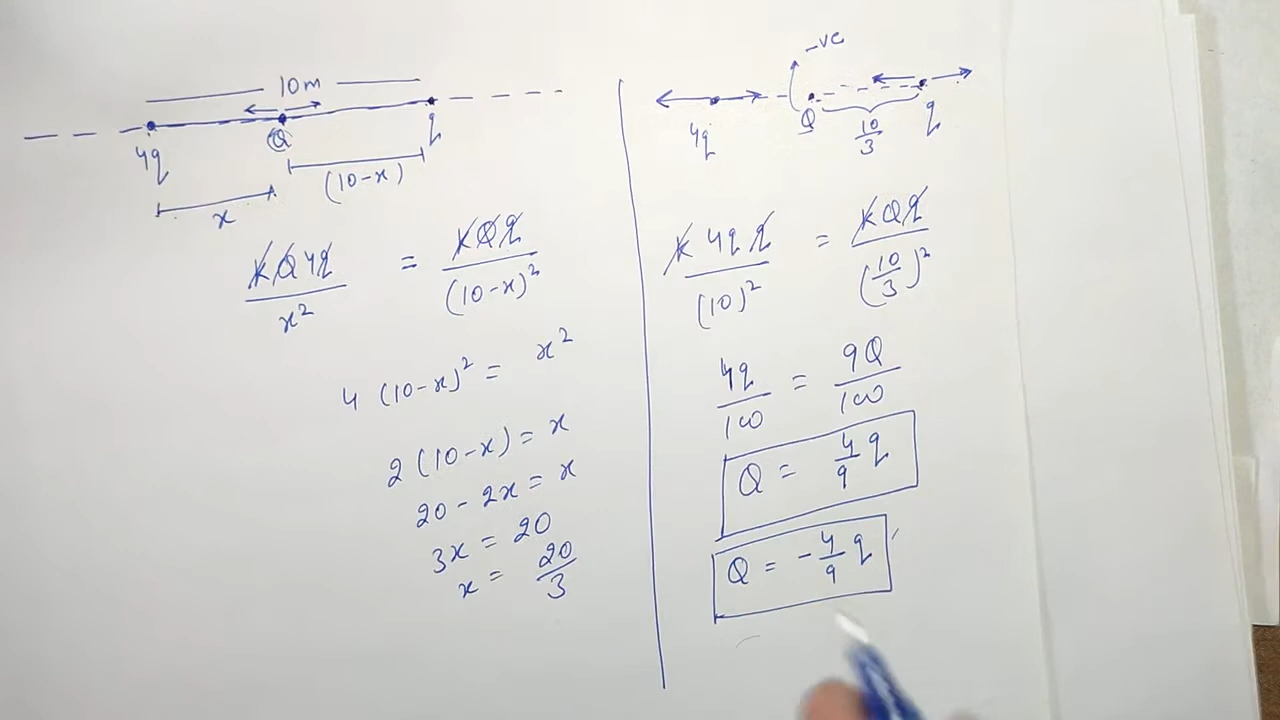 10m
4q
Q
q
x
(10-x)
kQ4q/x² = kQq/(10-x)²
4 (10-x)² = x²
2 (10-x) = x
20 - 2x = x
3x = 20
x = 20/3
-ve
4q
Q
10/3
q
k4qq/(10)² = kQq/(10/3)²
4q/100 = 9Q/100
Q = 4/9 q
Q = -4/9 q